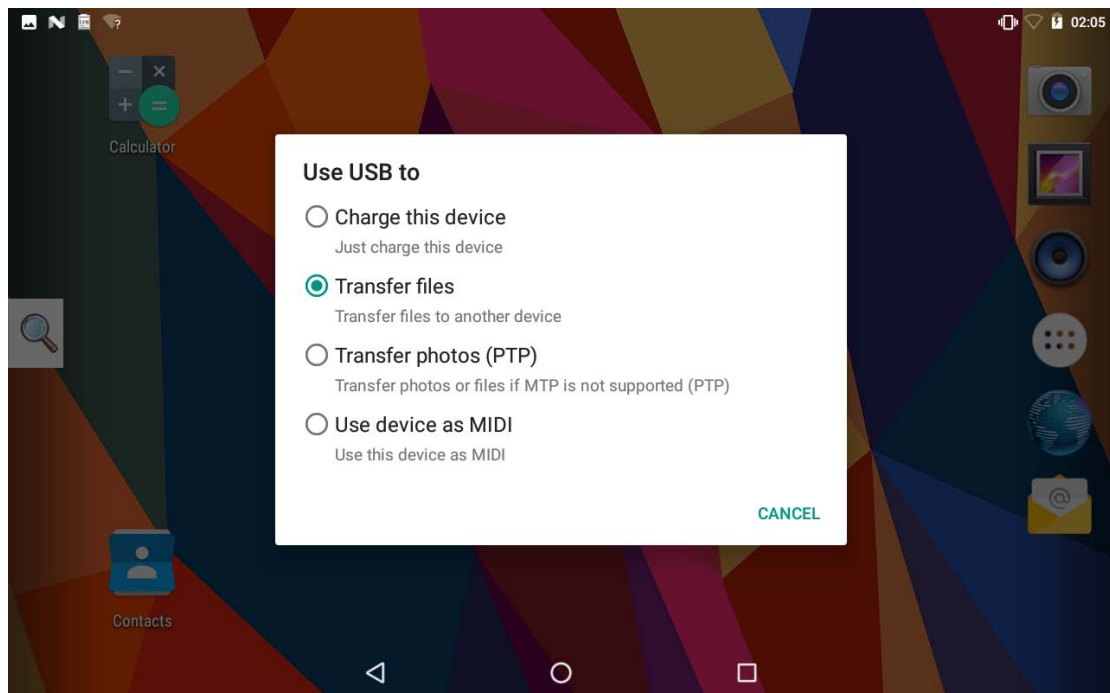 02:05
Calculator
Use USB to
Charge this device
Just charge this device
Transfer files
Transfer files to another device
Transfer photos (PTP)
Transfer photos or files if MTP is not supported (PTP)
Use device as MIDI
Use this device as MIDI
CANCEL
Contacts